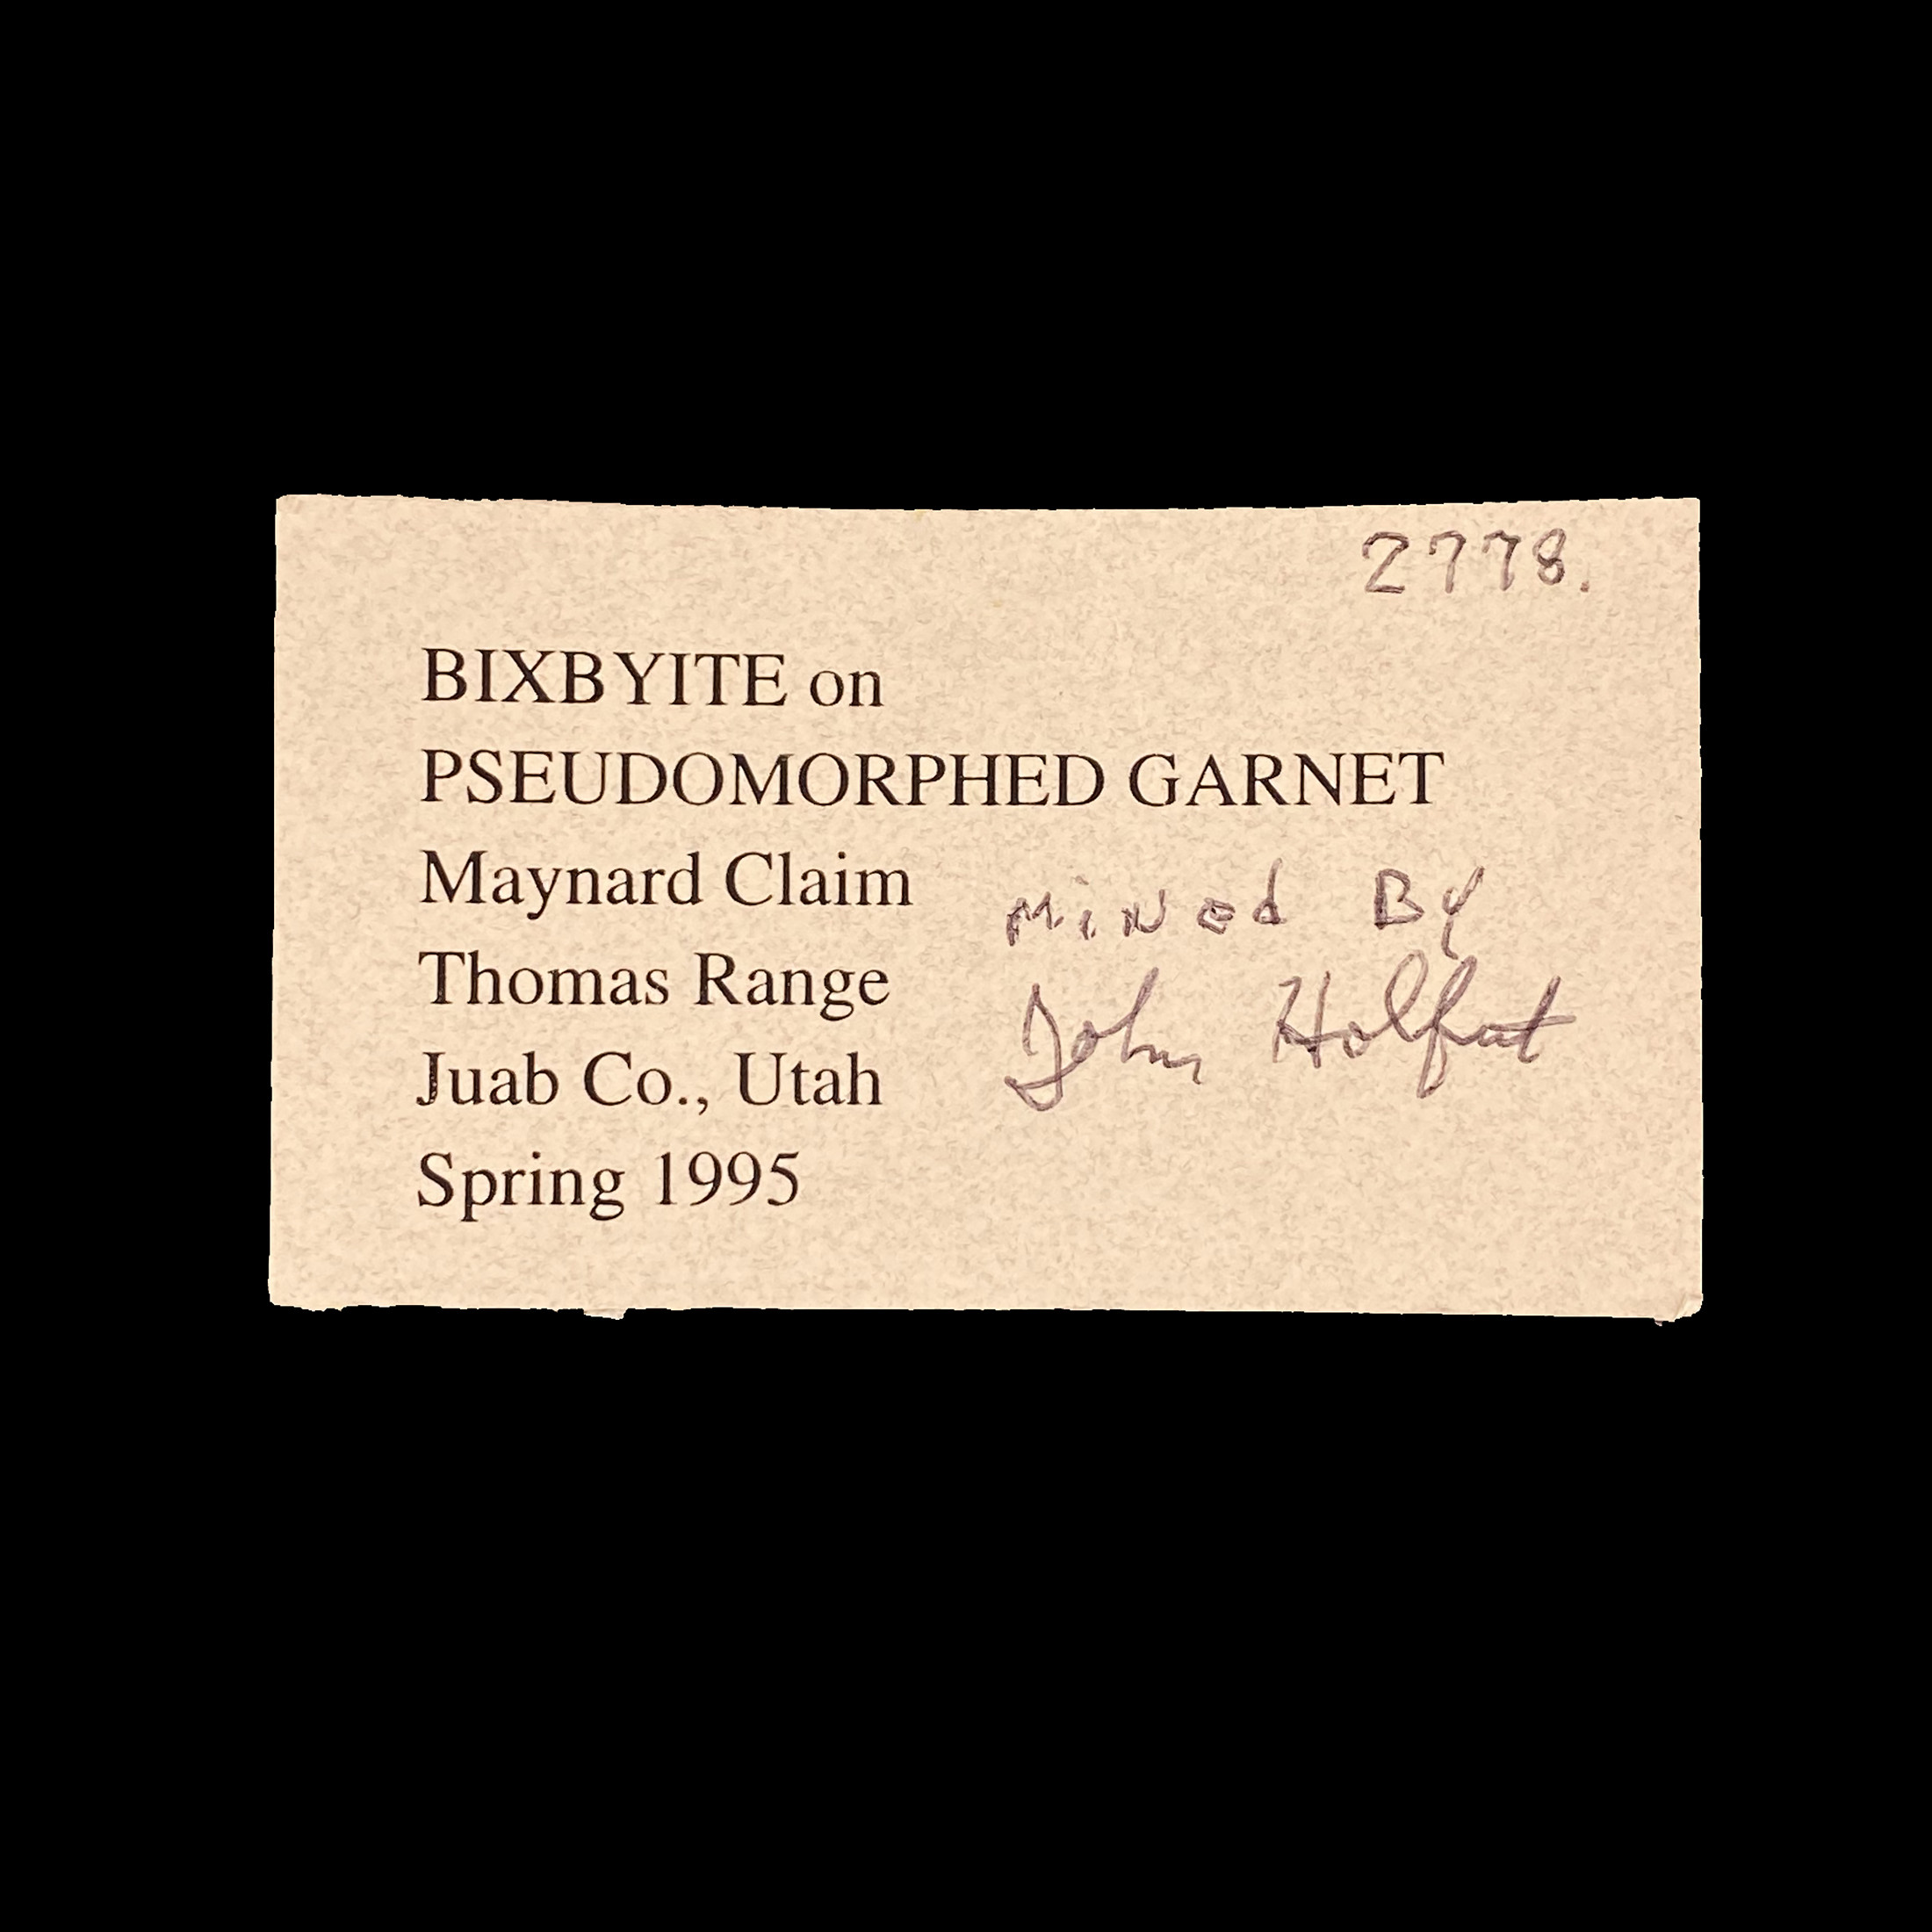 2778.
BIXBYITE on
PSEUDOMORPHED GARNET
Maynard Claim
Mined By
Thomas Range
John Holfert
Juab Co., Utah
Spring 1995